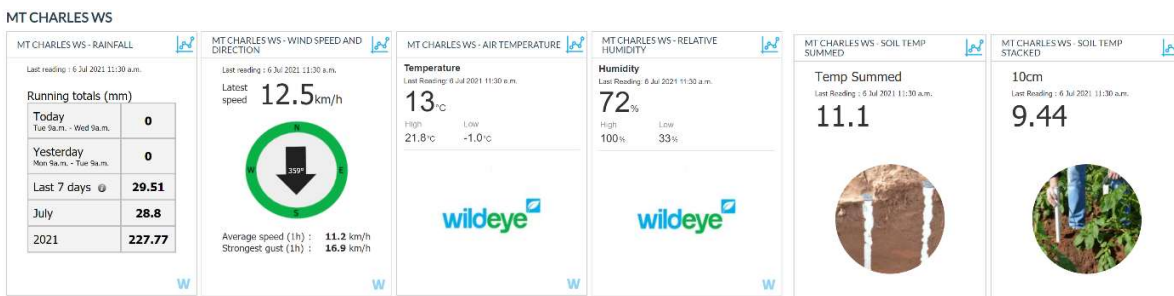 MT CHARLES WS
MT CHARLES WS - RAINFALL
Last reading : 6 Jul 2021 11:30 a.m.
Running totals (mm)
Today 0
Tue 9a.m. - Wed 9a.m.
Yesterday 0
Mon 9a.m. - Tue 9a.m.
Last 7 days 29.51
July 28.8
2021 227.77
W
MT CHARLES WS - WIND SPEED AND
DIRECTION
Last reading : 6 Jul 2021 11:30 a.m.
Latest
speed 12.5km/h
N
W 359° E
S
Average speed (1h) : 11.2 km/h
Strongest gust (1h) : 16.9 km/h
W
MT CHARLES WS - AIR TEMPERATURE
Temperature
Last Reading: 6 Jul 2021 11:30 a.m.
13°C
High Low
21.8°C -1.0°C
wildeye
W
MT CHARLES WS - RELATIVE
HUMIDITY
Humidity
Last Reading: 6 Jul 2021 11:30 a.m.
72%
High Low
100% 33%
wildeye
W
MT CHARLES WS - SOIL TEMP
SUMMED
Temp Summed
Last Reading : 6 Jul 2021 11:30 a.m.
11.1
MT CHARLES WS - SOIL TEMP
STACKED
10cm
Last Reading : 6 Jul 2021 11:30 a.m.
9.44